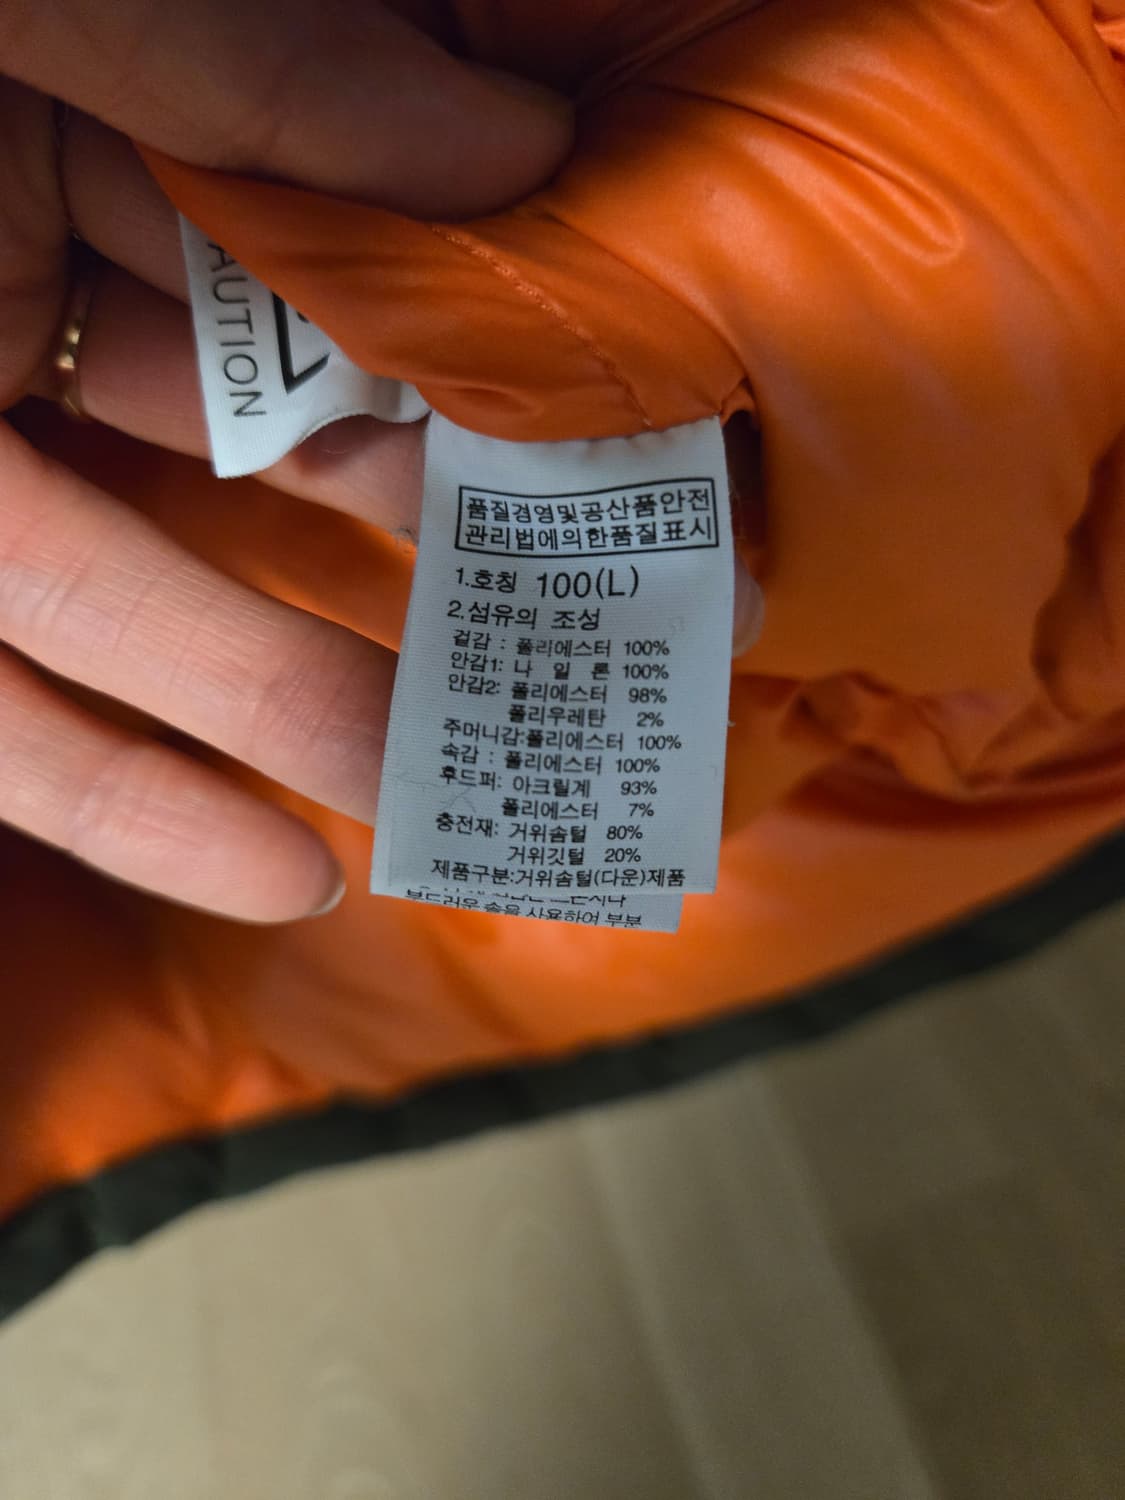 AUTION
품질경영및공산품안전
관리법에의한품질표시
1.호칭 100(L)
2.섬유의 조성
겉감 : 폴리에스터 100%
안감1: 나 일 론 100%
안감2: 폴리에스터 98%
폴리우레탄 2%
주머니감:폴리에스터 100%
속감 : 폴리에스터 100%
후드퍼: 아크릴계 93%
폴리에스터 7%
충전재: 거위솜털 80%
거위깃털 20%
제품구분:거위솜털(다운)제품
부드러운 솔을 사용하여 부분